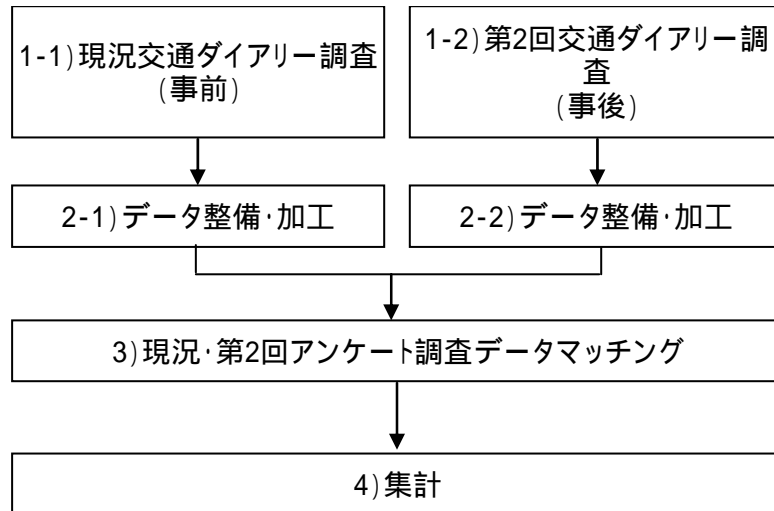 1-1)現況交通ダイアリー調査
(事前)
1-2)第2回交通ダイアリー調
査
(事後)
2-1)データ整備･加工
2-2)データ整備･加工
3)現況･第2回アンケート調査データマッチング
4)集計